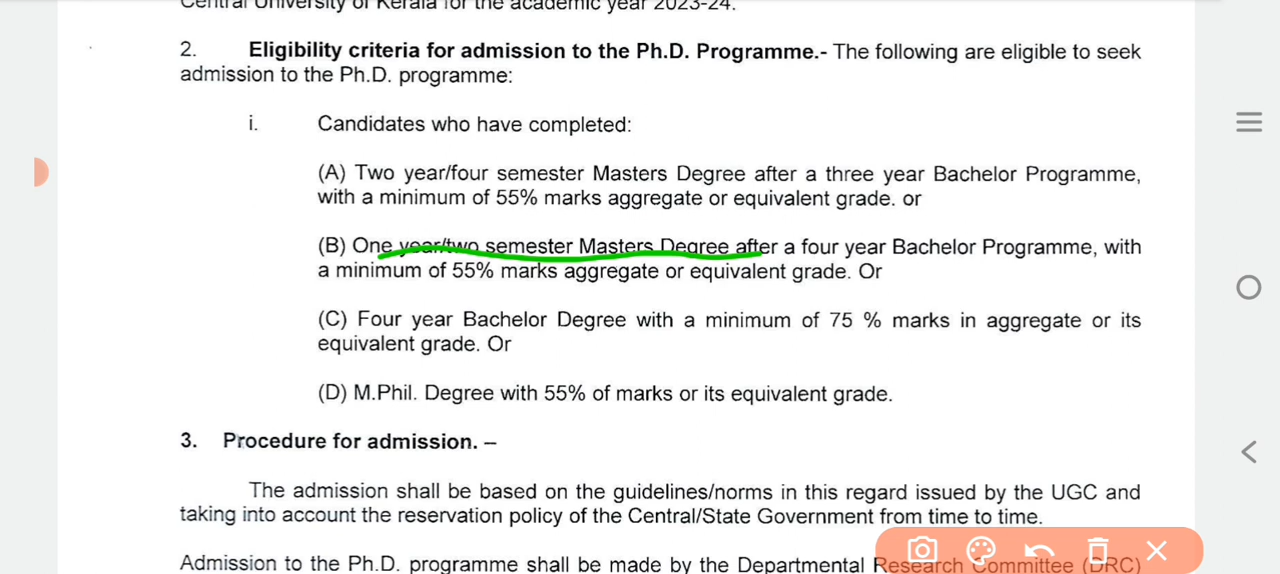 Central University of Kerala for the academic year 2023-24.
2. Eligibility criteria for admission to the Ph.D. Programme.- The following are eligible to seek
admission to the Ph.D. programme:
i. Candidates who have completed:
(A) Two year/four semester Masters Degree after a three year Bachelor Programme,
with a minimum of 55% marks aggregate or equivalent grade. or
(B) One year/two semester Masters Degree after a four year Bachelor Programme, with
a minimum of 55% marks aggregate or equivalent grade. Or
(C) Four year Bachelor Degree with a minimum of 75 % marks in aggregate or its
equivalent grade. Or
(D) M.Phil. Degree with 55% of marks or its equivalent grade.
3. Procedure for admission. –
The admission shall be based on the guidelines/norms in this regard issued by the UGC and
taking into account the reservation policy of the Central/State Government from time to time.
Admission to the Ph.D. programme shall be made by the Departmental Research Committee (DRC)